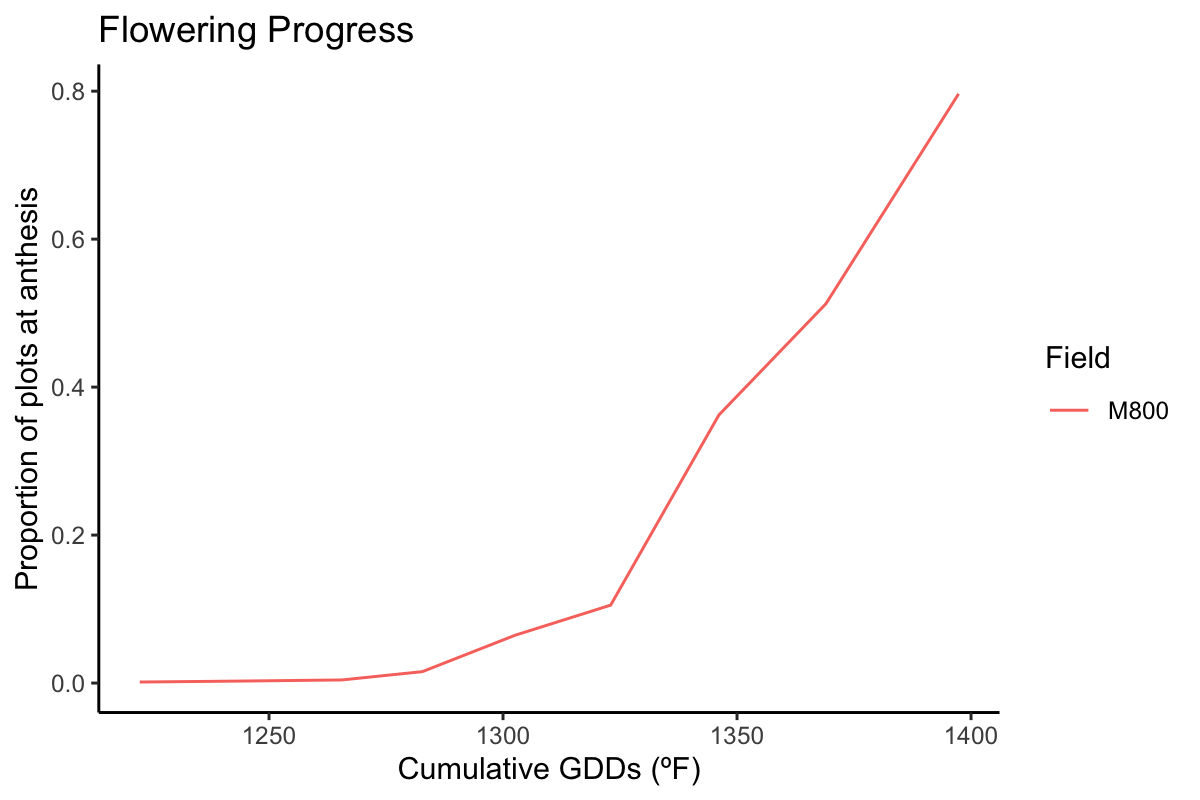 Flowering Progress
Proportion of plots at anthesis
0.8
0.6
0.4
0.2
0.0
1250 1300 1350 1400
Cumulative GDDs (ºF)
Field
M800